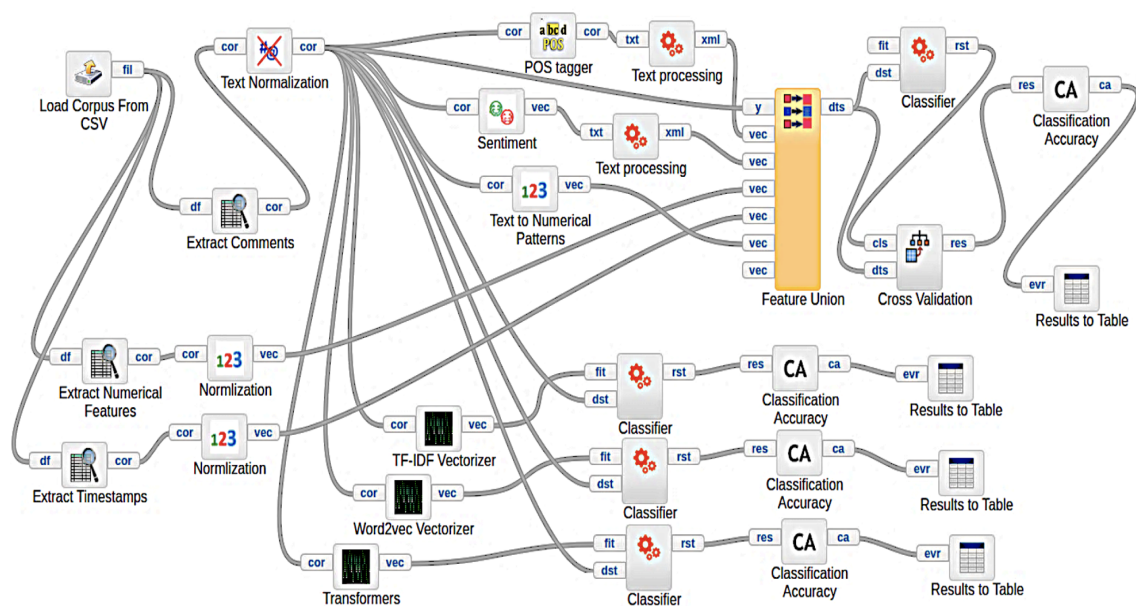 cor
cor
Text Normalization
fil
Load Corpus From
CSV
df
cor
Extract Comments
cor
a b c d
POS
cor
POS tagger
txt
xml
Text processing
cor
vec
Sentiment
txt
xml
Text processing
cor
123
vec
Text to Numerical
Patterns
y
dts
vec
vec
vec
vec
vec
vec
Feature Union
fit
rst
dst
Classifier
cls
res
dts
Cross Validation
res
CA
ca
Classification
Accuracy
evr
Results to Table
df
cor
Extract Numerical
Features
cor
123
vec
Normlization
df
cor
Extract Timestamps
cor
123
vec
Normlization
cor
vec
TF-IDF Vectorizer
fit
rst
dst
Classifier
res
CA
ca
Classification
Accuracy
evr
Results to Table
cor
vec
Word2vec Vectorizer
fit
rst
dst
Classifier
res
CA
ca
Classification
Accuracy
evr
Results to Table
cor
vec
Transformers
fit
rst
dst
Classifier
res
CA
ca
Classification
Accuracy
evr
Results to Table